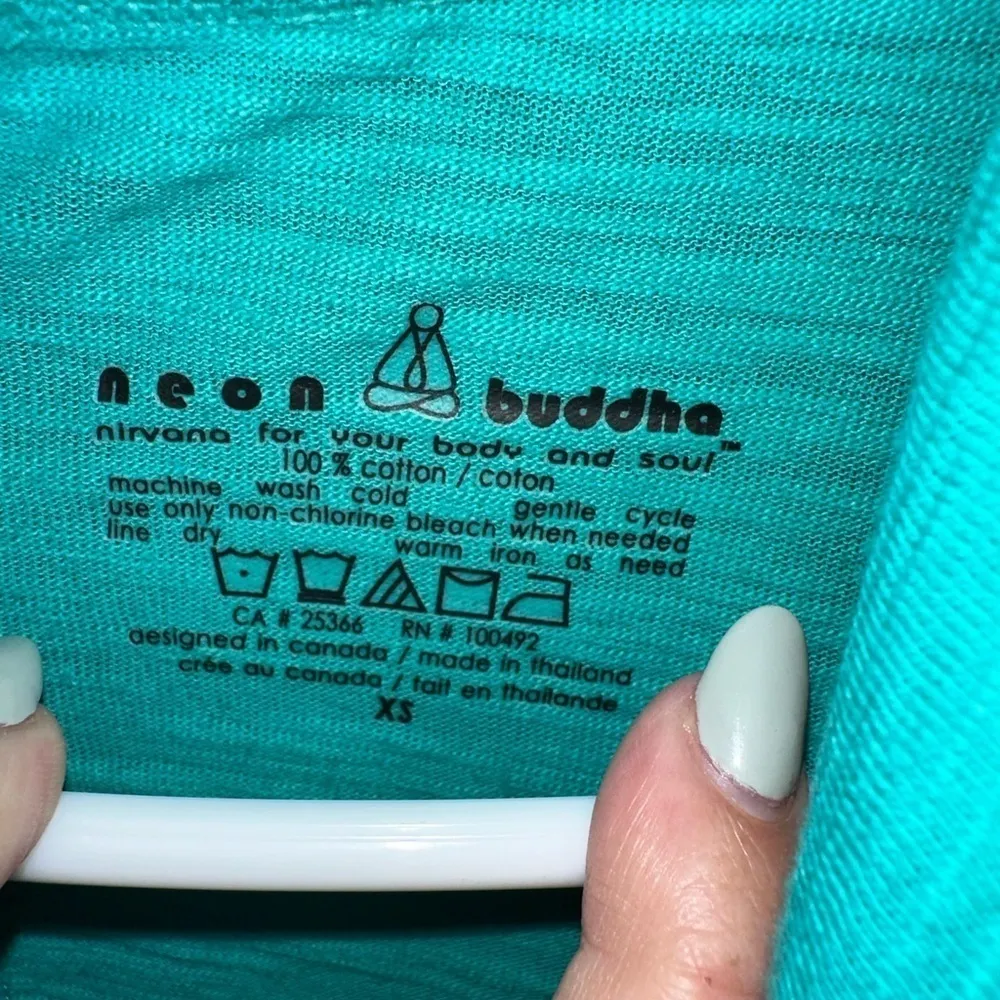 neon buddha™
nirvana for your body and soul
100 % cotton / coton
machine wash cold gentle cycle
use only non-chlorine bleach when needed
line dry warm iron as need
CA # 25366 RN # 100492
designed in canada / made in thailand
crée au canada / fait en thailande
XS